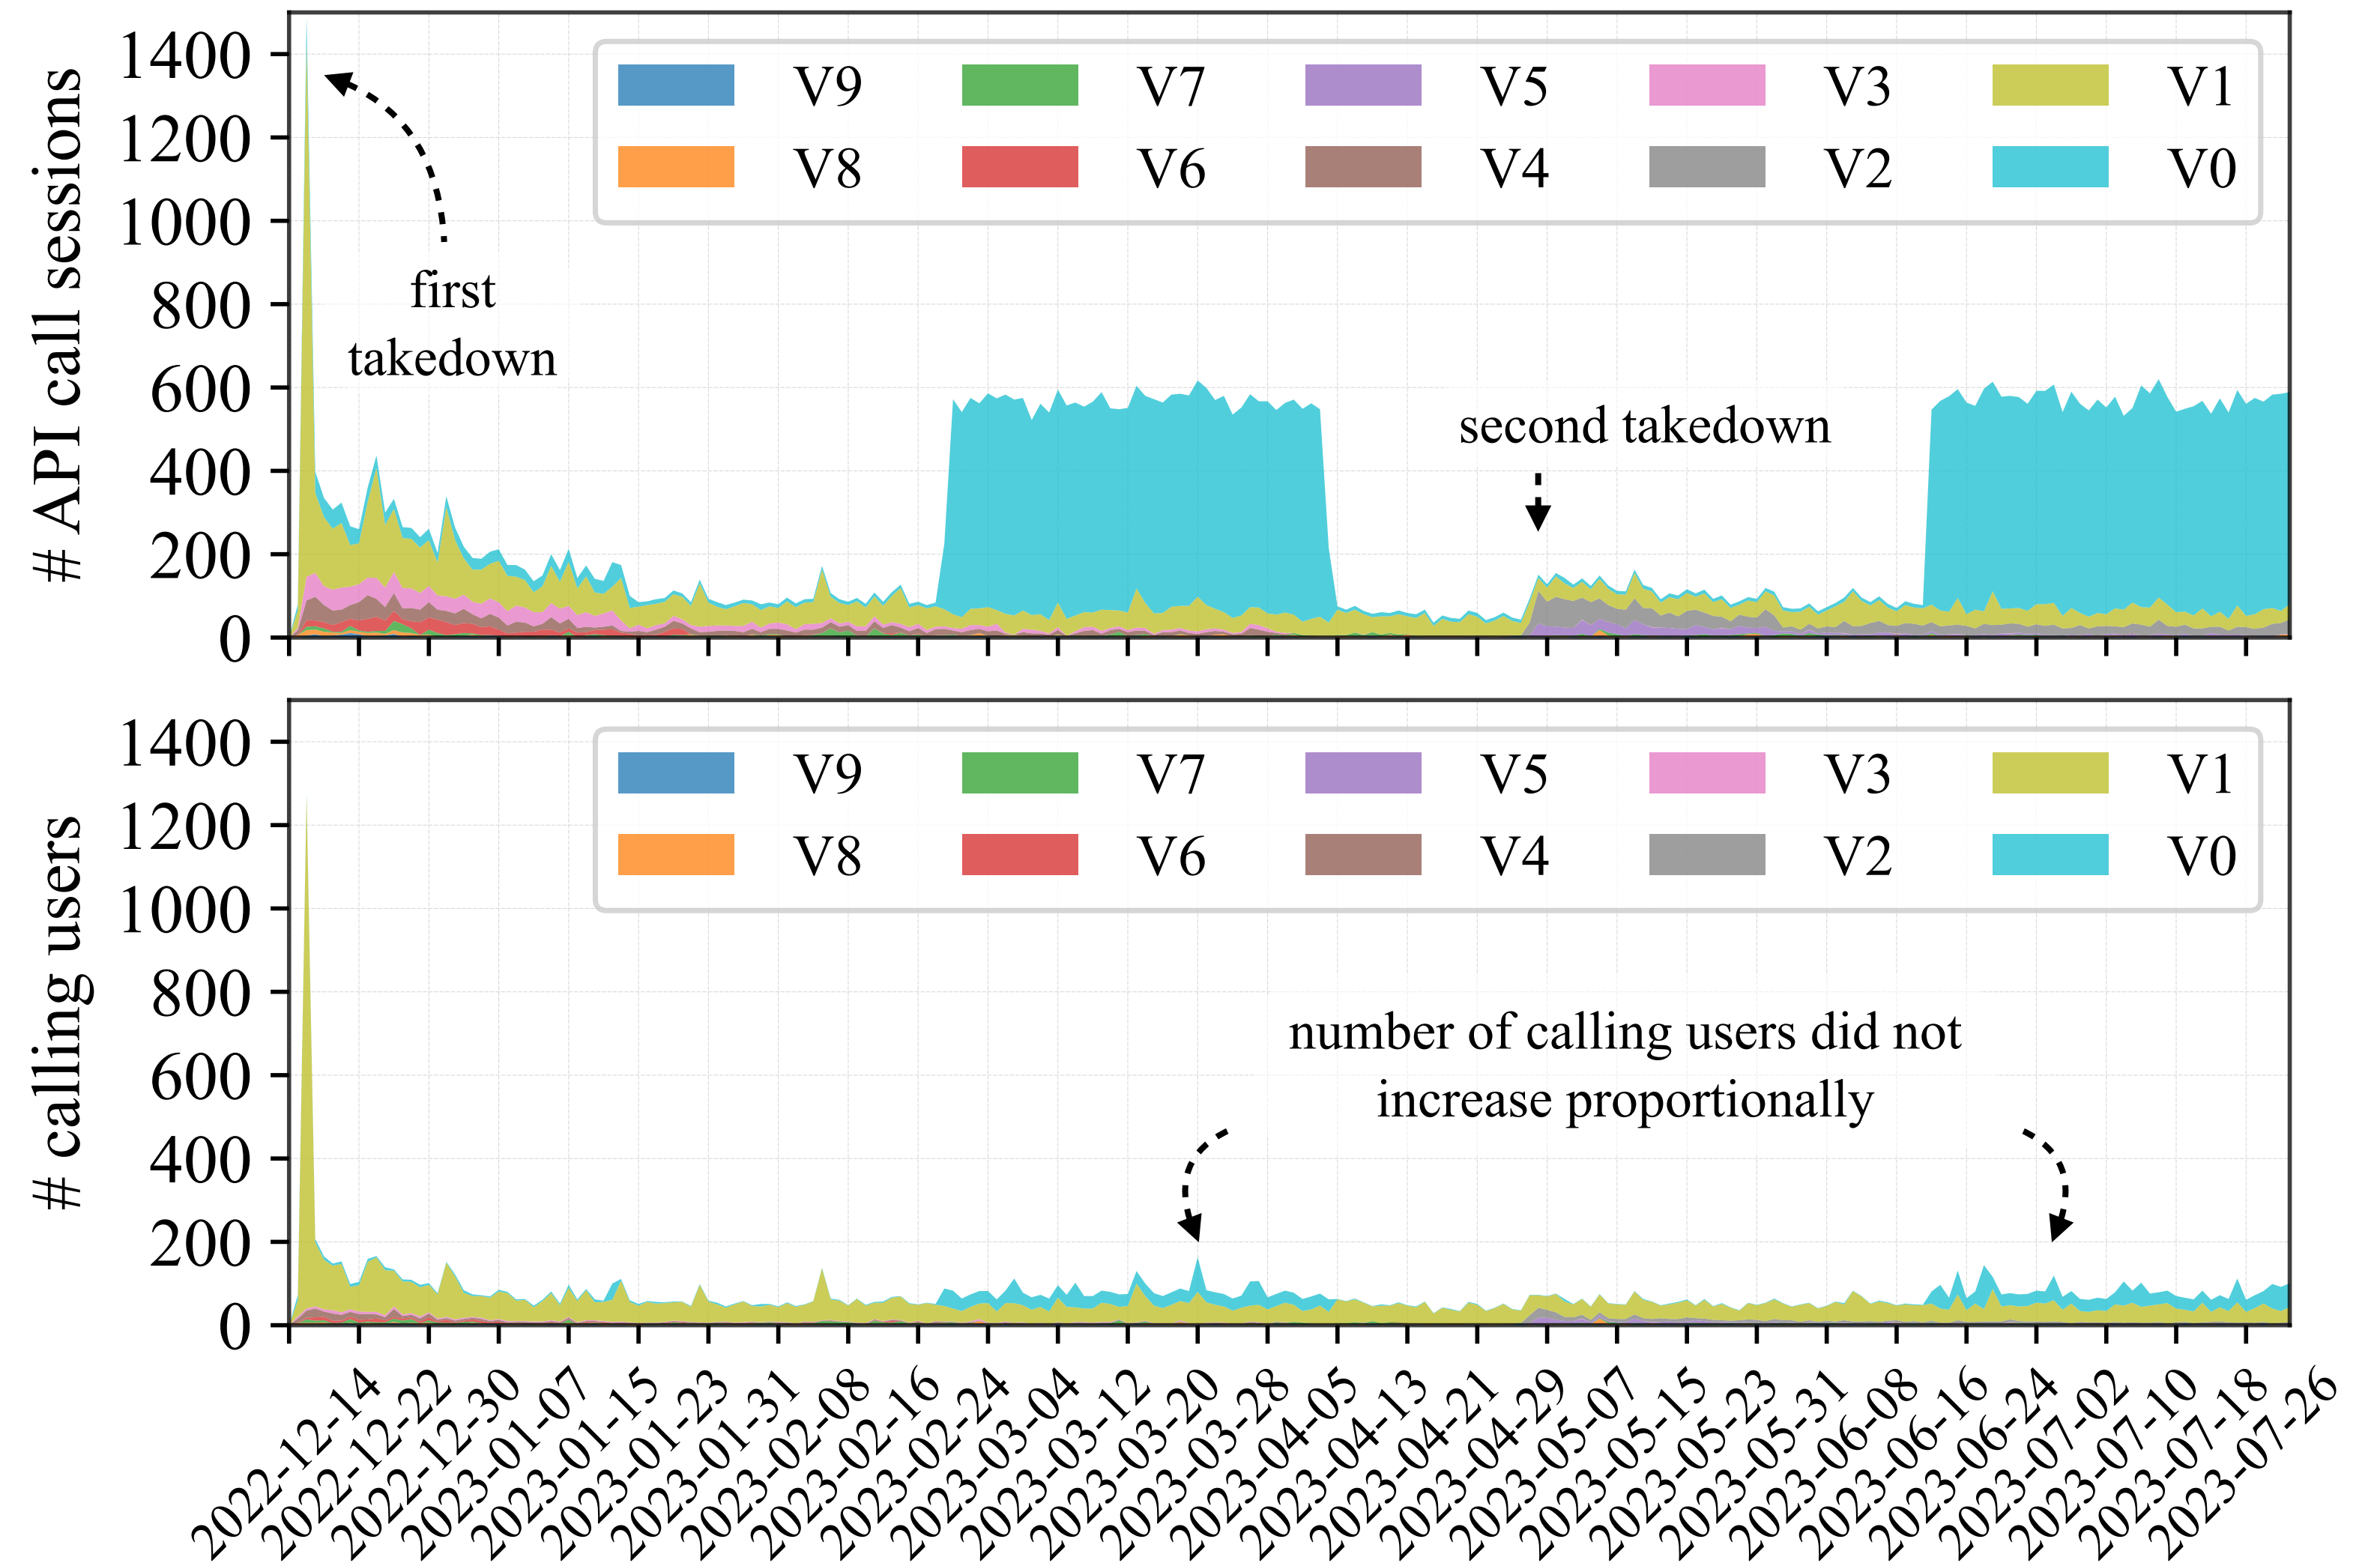 # API call sessions
1400
1200
1000
800
600
400
200
0
V9
V7
V5
V3
V1
V8
V6
V4
V2
V0
first
takedown
second takedown
# calling users
1400
1200
1000
800
600
400
200
0
V9
V7
V5
V3
V1
V8
V6
V4
V2
V0
number of calling users did not
increase proportionally
2022-12-14
2022-12-22
2022-12-30
2023-01-07
2023-01-15
2023-01-23
2023-01-31
2023-02-08
2023-02-16
2023-02-24
2023-03-04
2023-03-12
2023-03-20
2023-03-28
2023-04-05
2023-04-13
2023-04-21
2023-04-29
2023-05-07
2023-05-15
2023-05-23
2023-05-31
2023-06-08
2023-06-16
2023-06-24
2023-07-02
2023-07-10
2023-07-18
2023-07-26